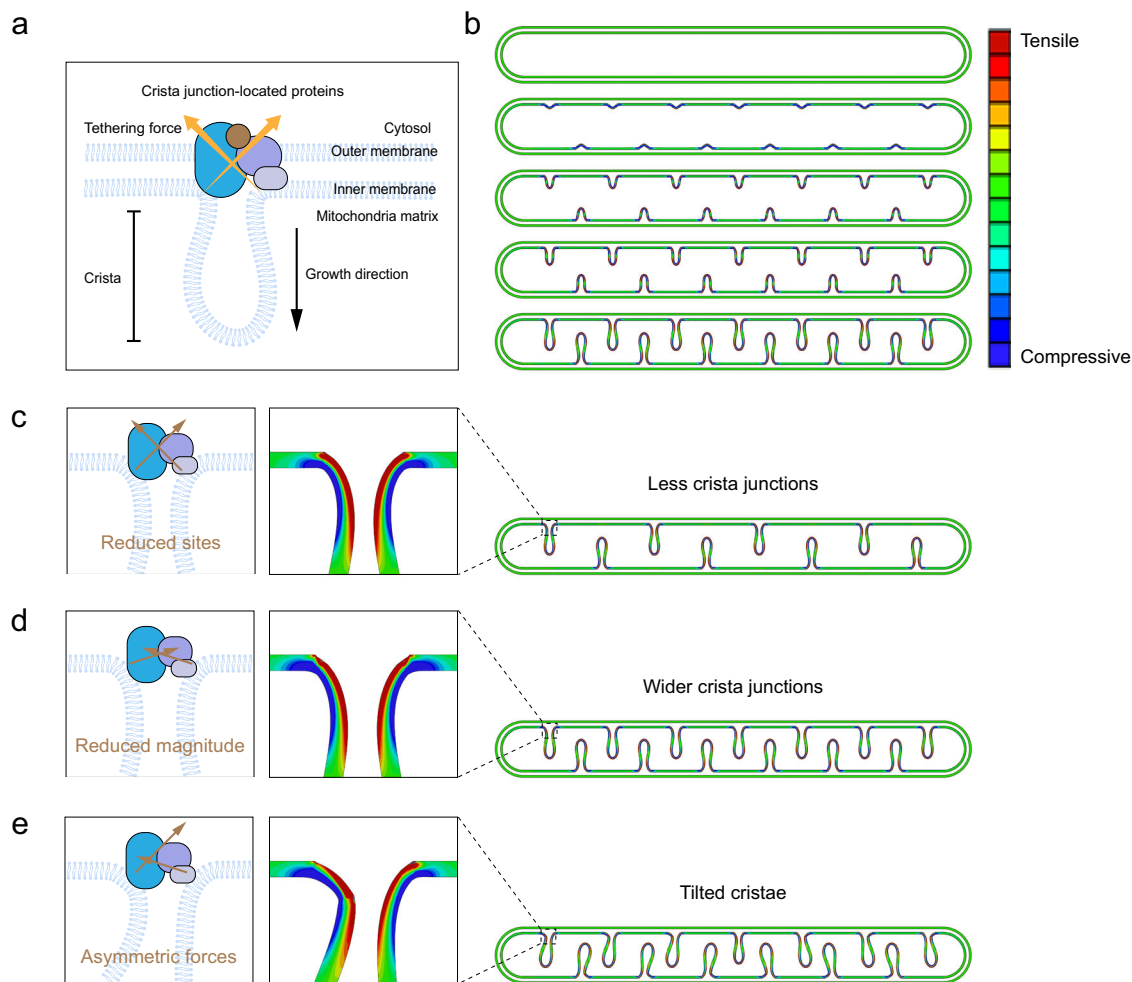 a
Crista junction-located proteins
Tethering force
Cytosol
Outer membrane
Inner membrane
Mitochondria matrix
Crista
Growth direction
b
Tensile
Compressive
c
Reduced sites
Less crista junctions
d
Reduced magnitude
Wider crista junctions
e
Asymmetric forces
Tilted cristae